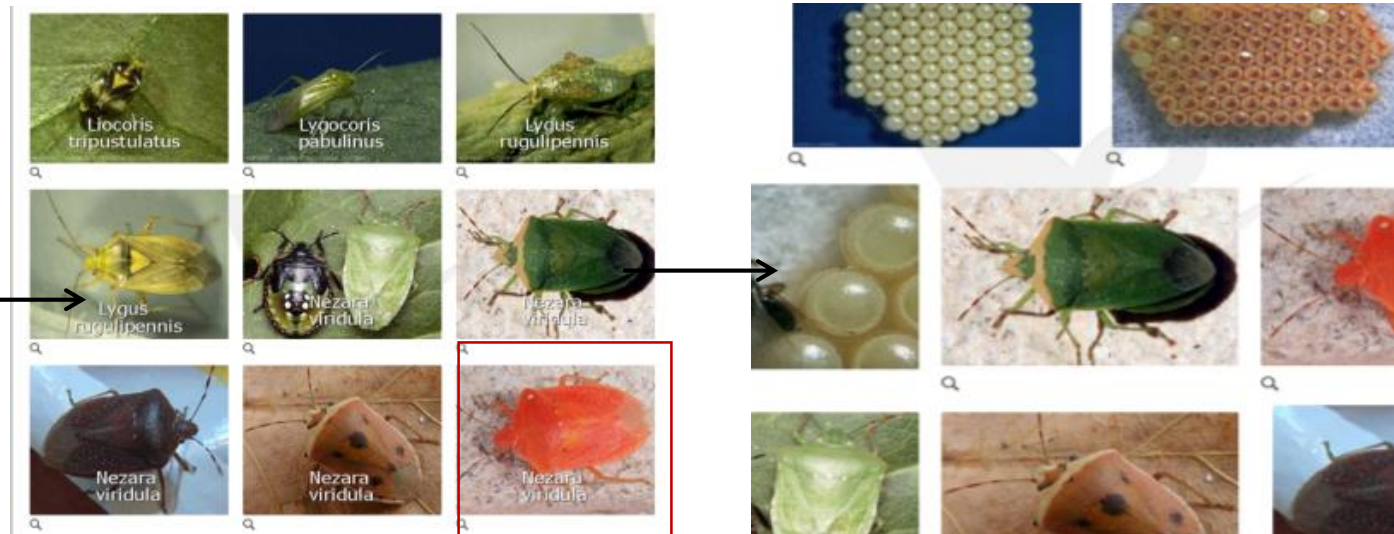 Liocoris
tripustulatus
Lygocoris
pabulinus
Lygus
rugulipennis
Lygus
rugulipennis
Nezara
viridula
Nezara
viridula
Nezara
viridula
Nezara
viridula
Nezara
viridula